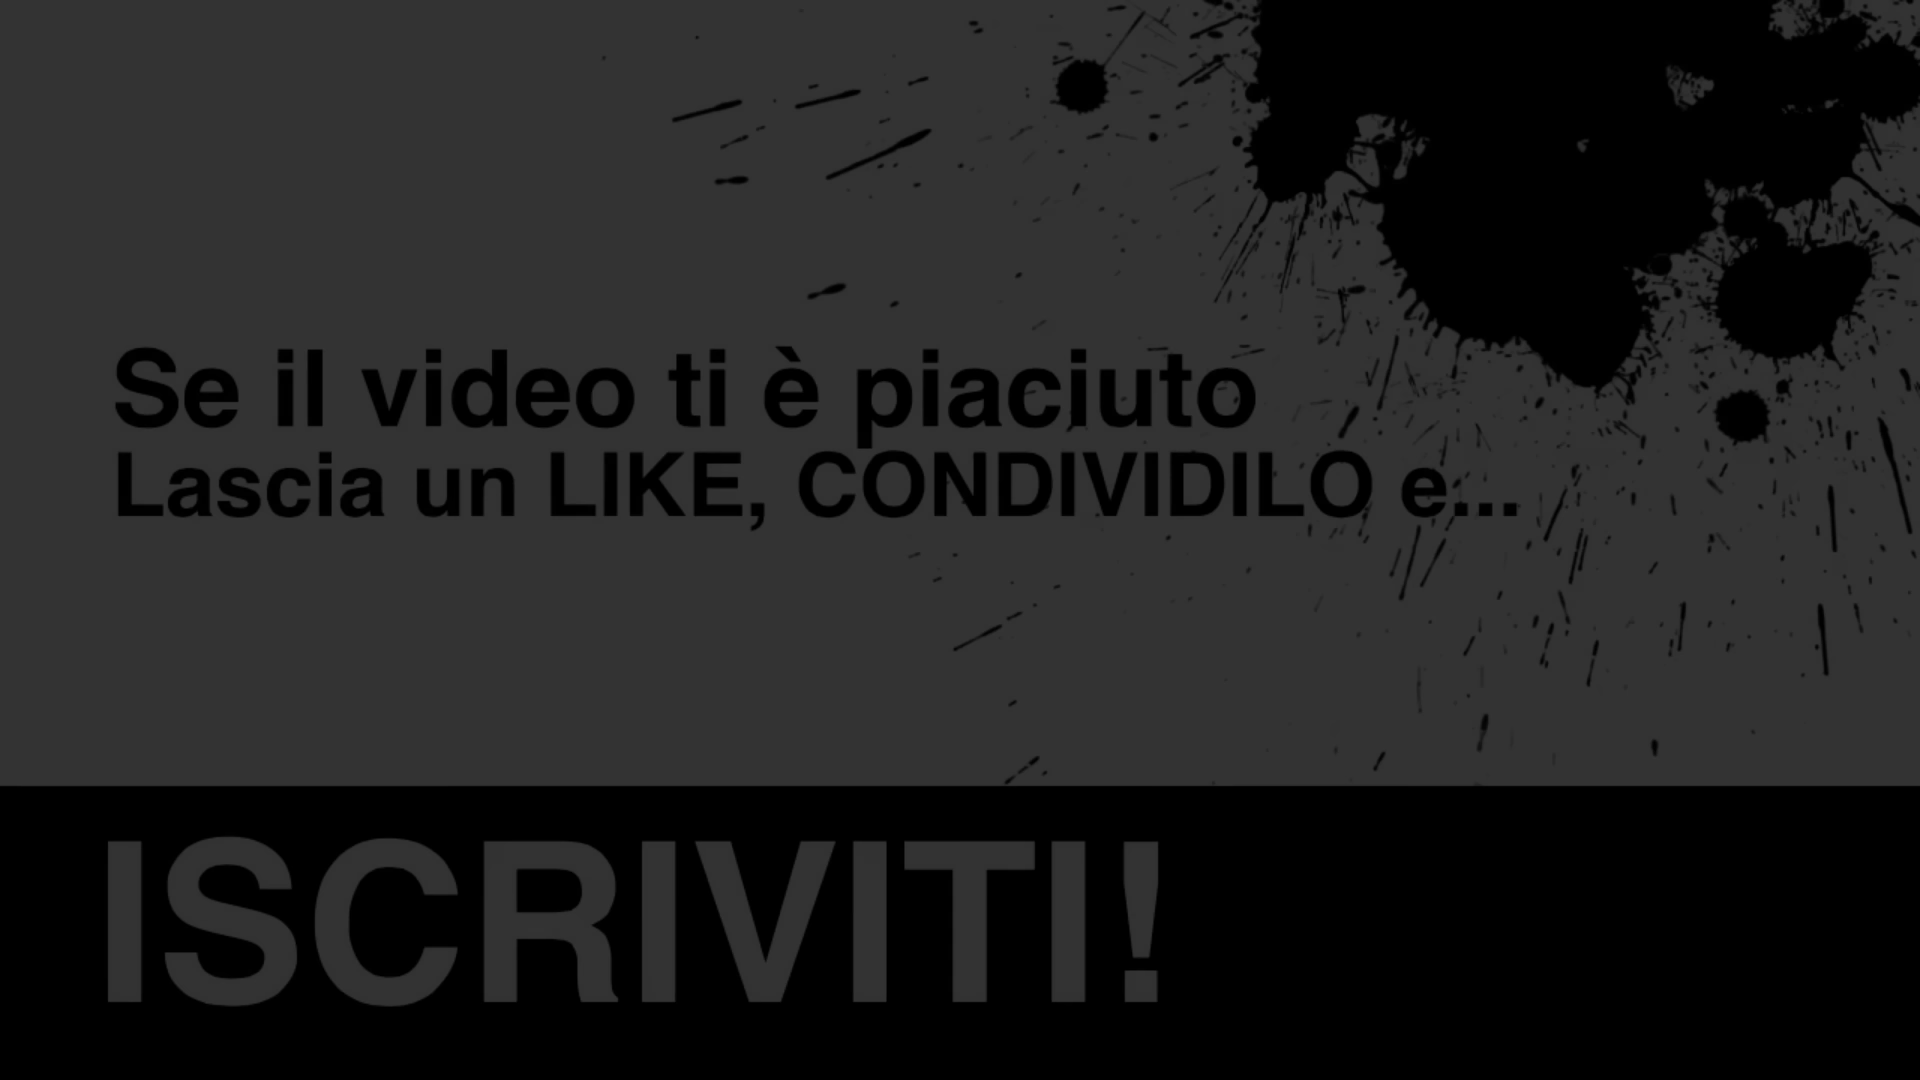 Se il video ti è piaciuto
Lascia un LIKE, CONDIVIDILO e...
ISCRIVITI!